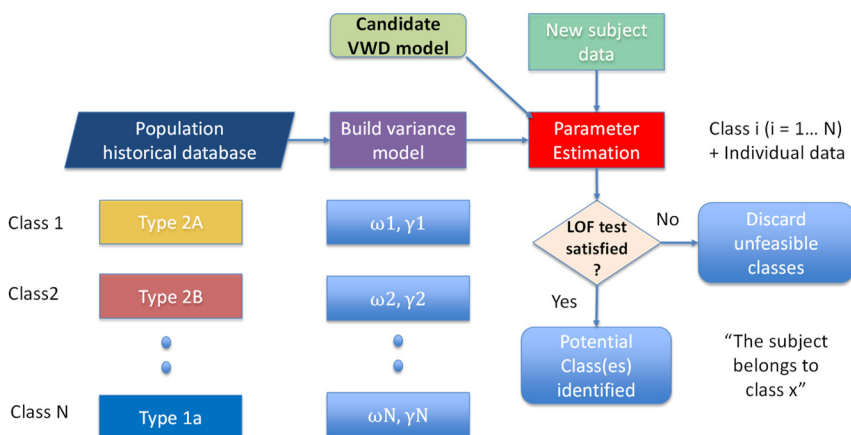 Candidate
VWD model
New subject
data
Population
historical database
Build variance
model
Parameter
Estimation
Class i (i = 1... N)
+ Individual data
Class 1
Type 2A
ω1, γ1
LOF test
satisfied
?
No
Discard
unfeasible
classes
Class2
Type 2B
ω2, γ2
Yes
Potential
Class(es)
identified
“The subject
belongs to
class x”
Class N
Type 1a
ωN, γN